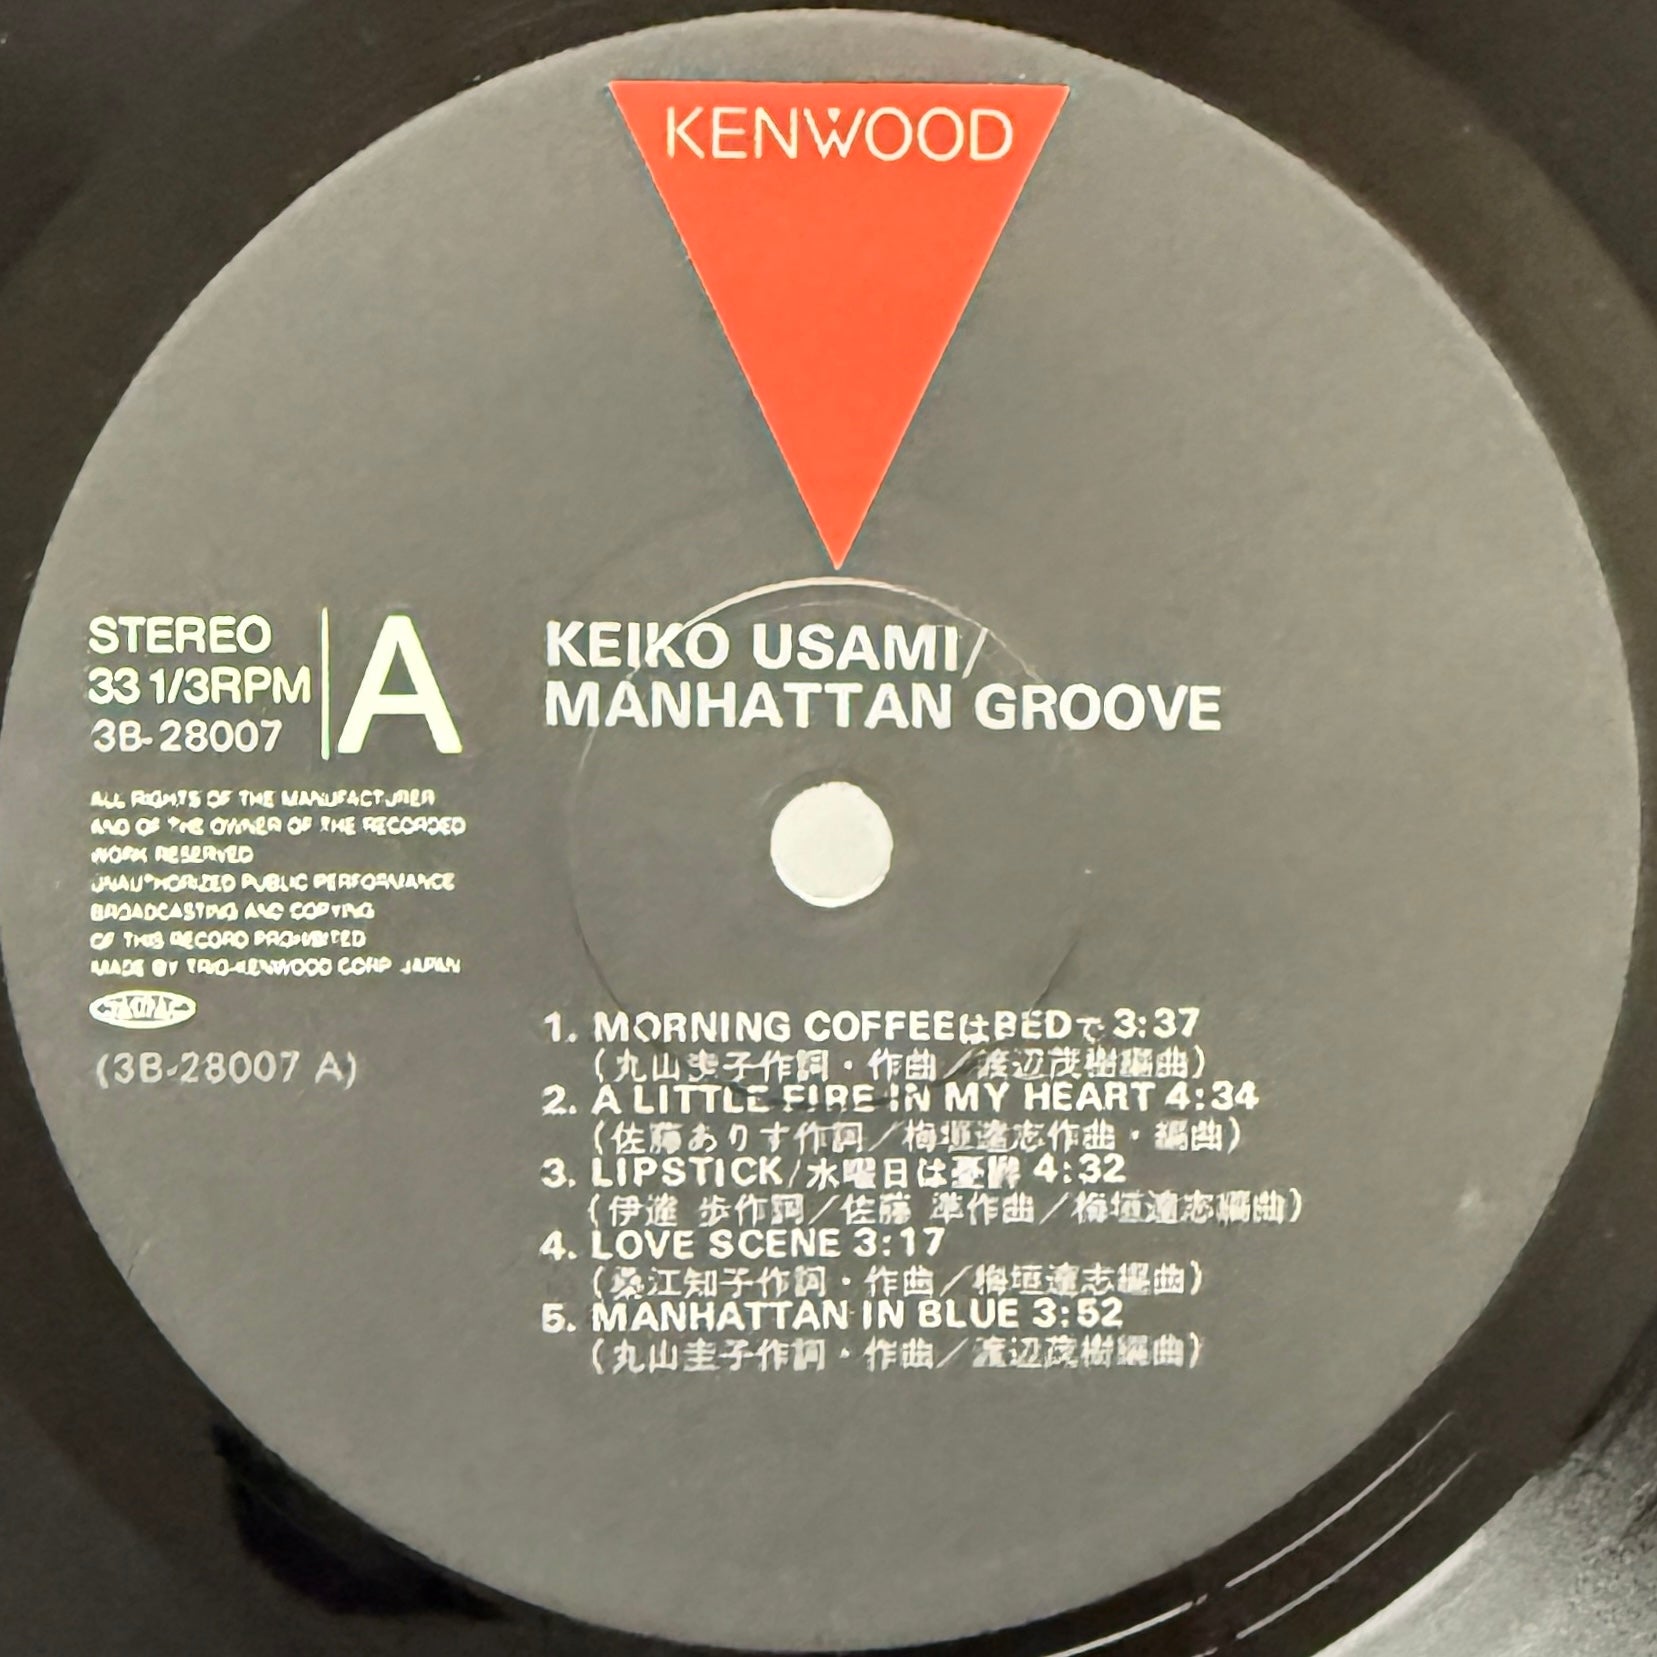 KENWOOD
STEREO
33 1/3RPM
3B-28007
A
KEIKO USAMI/
MANHATTAN GROOVE
ALL RIGHTS OF THE MANUFACTURER
AND OF THE OWNER OF THE RECORDED
WORK RESERVED
UNAUTHORIZED PUBLIC PERFORMANCE
BROADCASTING AND COPYING
OF THIS RECORD PROHIBITED
MADE BY TRIO-KENWOOD CORP JAPAN
(3B-28007 A)
1. MORNING COFFEEはBEDで 3:37
(丸山圭子作詞・作曲／渡辺茂樹編曲)
2. A LITTLE FIRE IN MY HEART 4:34
(佐藤ありす作詞／梅垣達志作曲・編曲)
3. LIPSTICK/水曜日は憂鬱 4:32
(伊達 歩作詞／佐藤 準作曲／梅垣達志編曲)
4. LOVE SCENE 3:17
(桑江知子作詞・作曲／梅垣達志編曲)
5. MANHATTAN IN BLUE 3:52
(丸山圭子作詞・作曲／渡辺茂樹編曲)